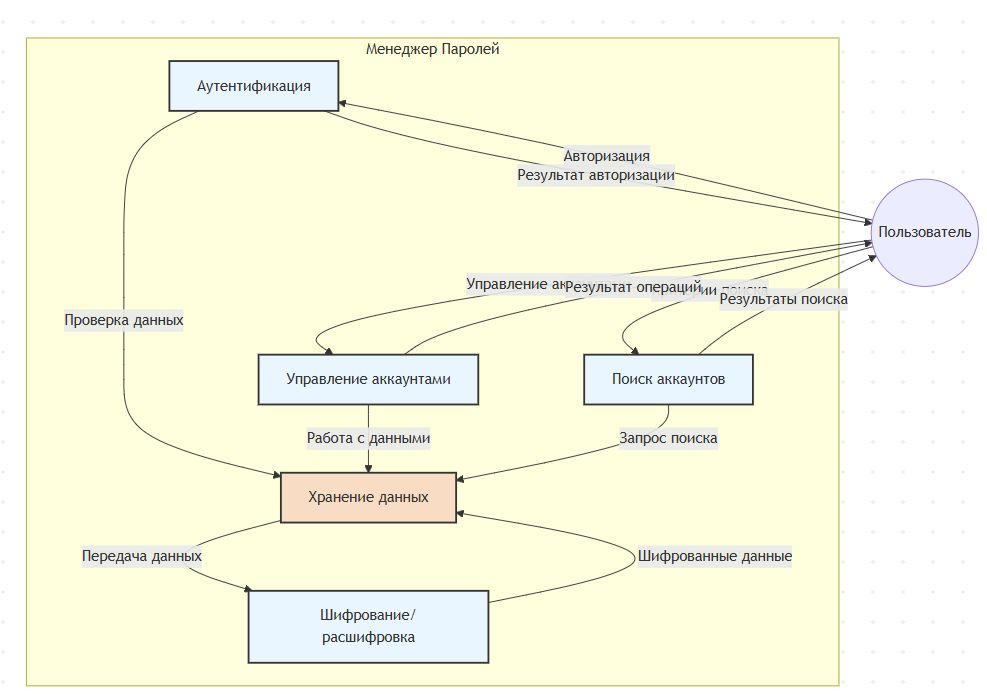 Менеджер Паролей
Аутентификация
Авторизация
Результат авторизации
Пользователь
Управление
Результат операций
Результаты поиска
Проверка данных
Управление аккаунтами
Поиск аккаунтов
Работа с данными
Запрос поиска
Хранение данных
Передача данных
Шифрованные данные
Шифрование/
расшифровка